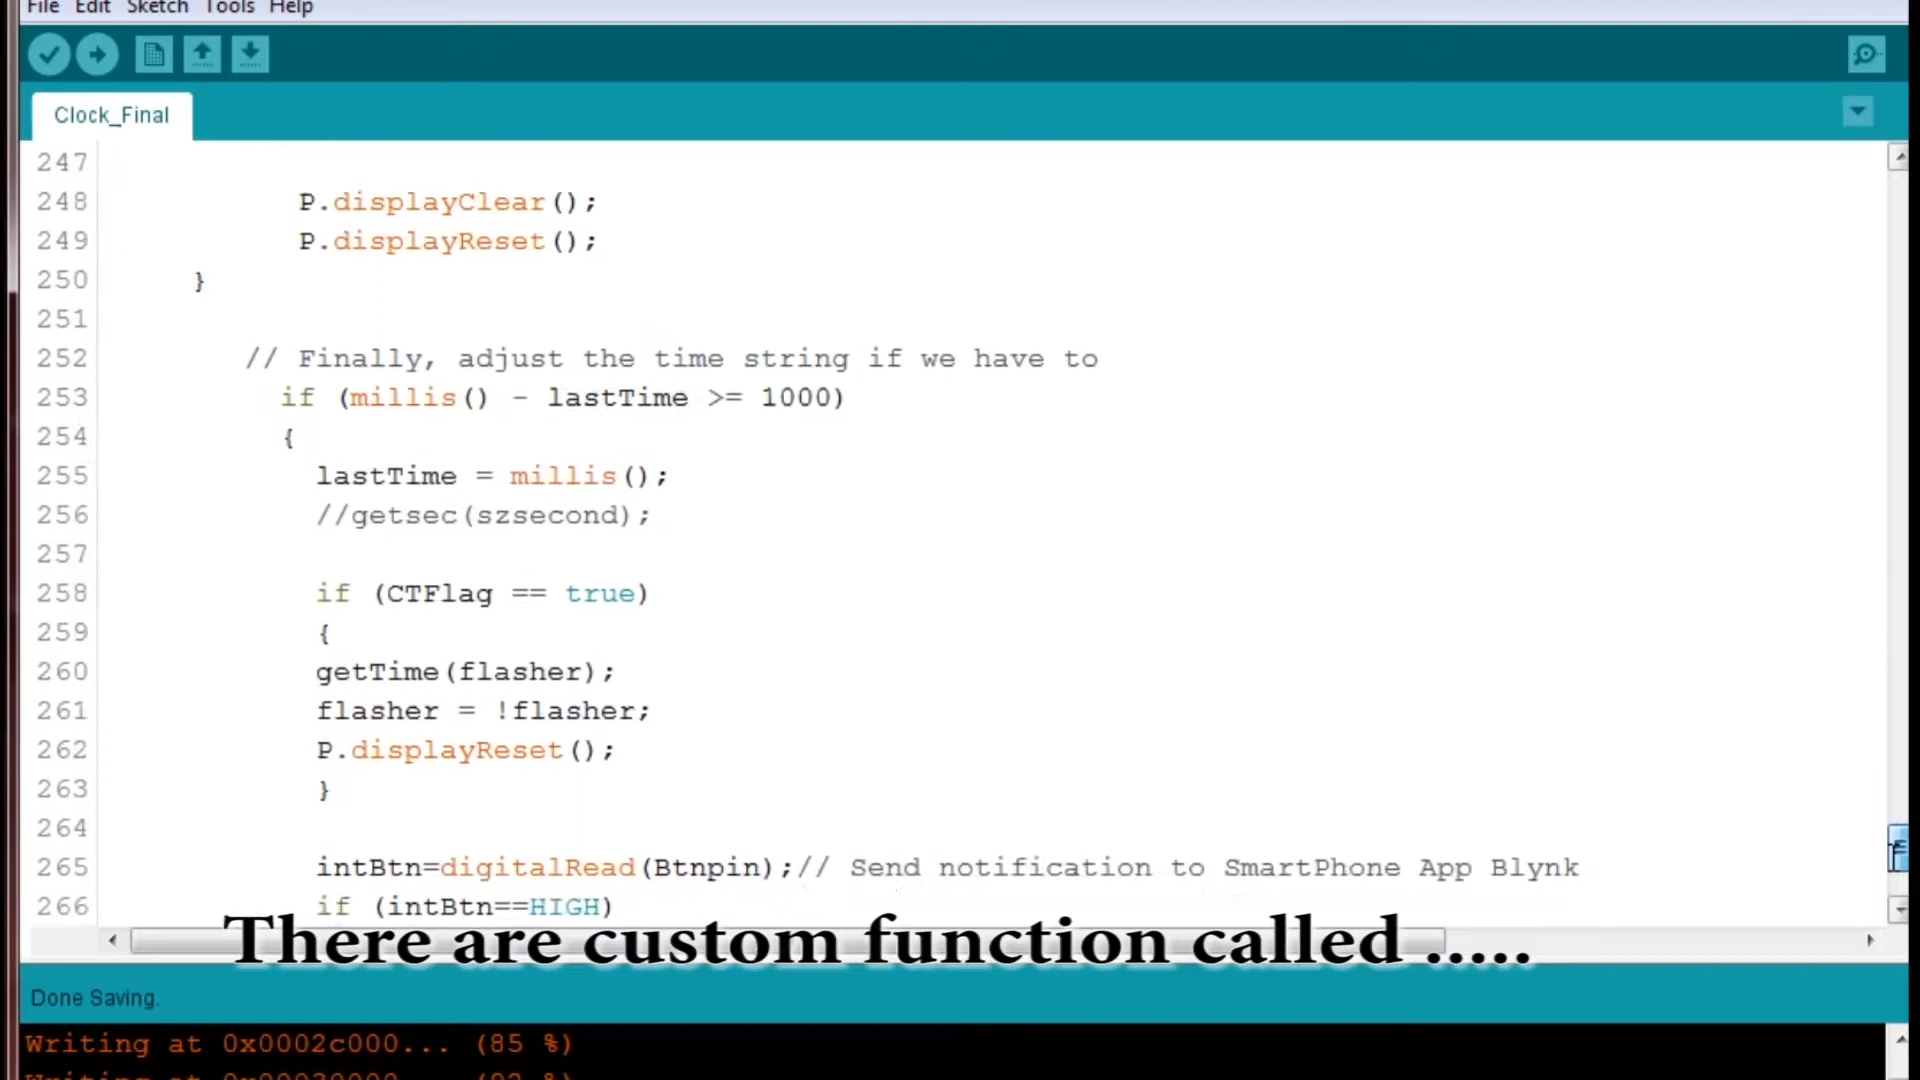 File Edit Sketch Tools Help
Clock_Final
247
248 P.displayClear();
249 P.displayReset();
250 }
251
252 // Finally, adjust the time string if we have to
253 if (millis() - lastTime >= 1000)
254 {
255 lastTime = millis();
256 //getsec(szsecond);
257
258 if (CTFlag == true)
259 {
260 getTime(flasher);
261 flasher = !flasher;
262 P.displayReset();
263 }
264
265 intBtn=digitalRead(Btnpin);// Send notification to SmartPhone App Blynk
266 if (intBtn==HIGH)
There are custom function called .....
Done Saving.
Writing at 0x0002c000... (85 %)
Writing at 0x00030000... (92 %)